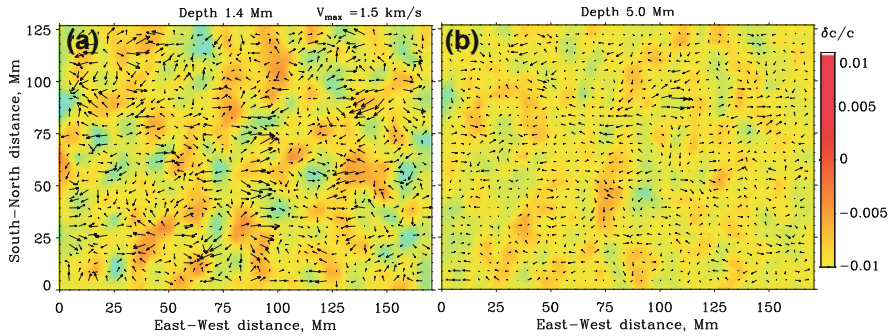 Depth 1.4 Mm Vmax =1.5 km/s
Depth 5.0 Mm
(a)
(b)
δc/c
125
100
75
50
25
0
South-North distance, Mm
0.01
0.005
0
-0.005
-0.01
0 25 50 75 100 125 150
0 25 50 75 100 125 150
East-West distance, Mm
East-West distance, Mm